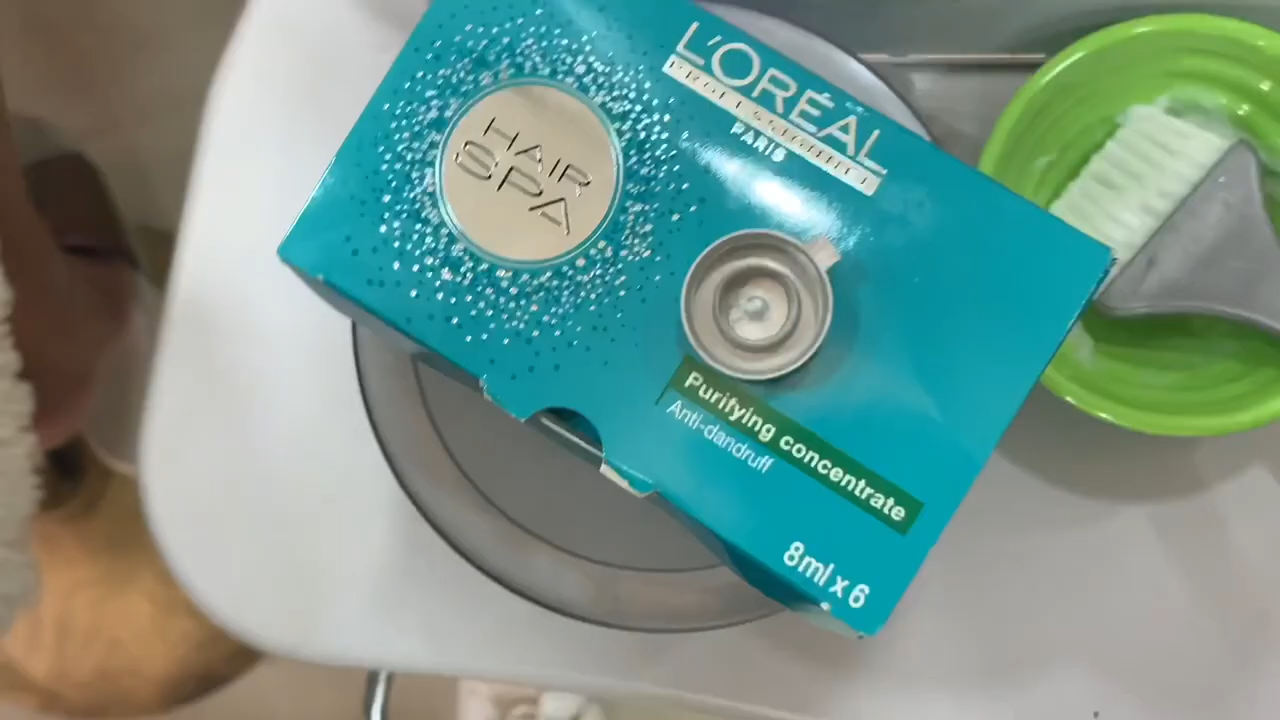 L'ORÉAL
PROFESSIONNEL
PARIS
HAIR
SPA
Purifying concentrate
Anti-dandruff
8ml x 6